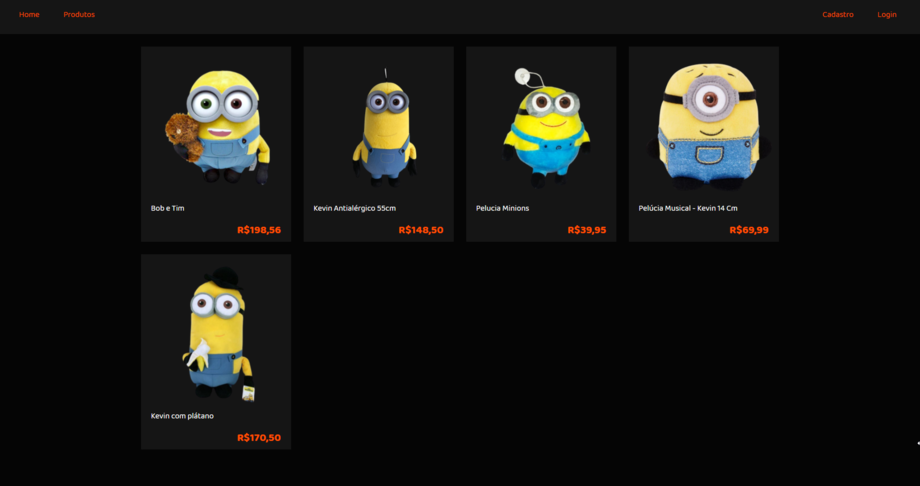 Home Produtos Cadastro Login
Bob e Tim
R$198,56
Kevin Antialérgico 55cm
R$148,50
Pelucia Minions
R$39,95
Pelúcia Musical - Kevin 14 Cm
R$69,99
Kevin com plátano
R$170,50